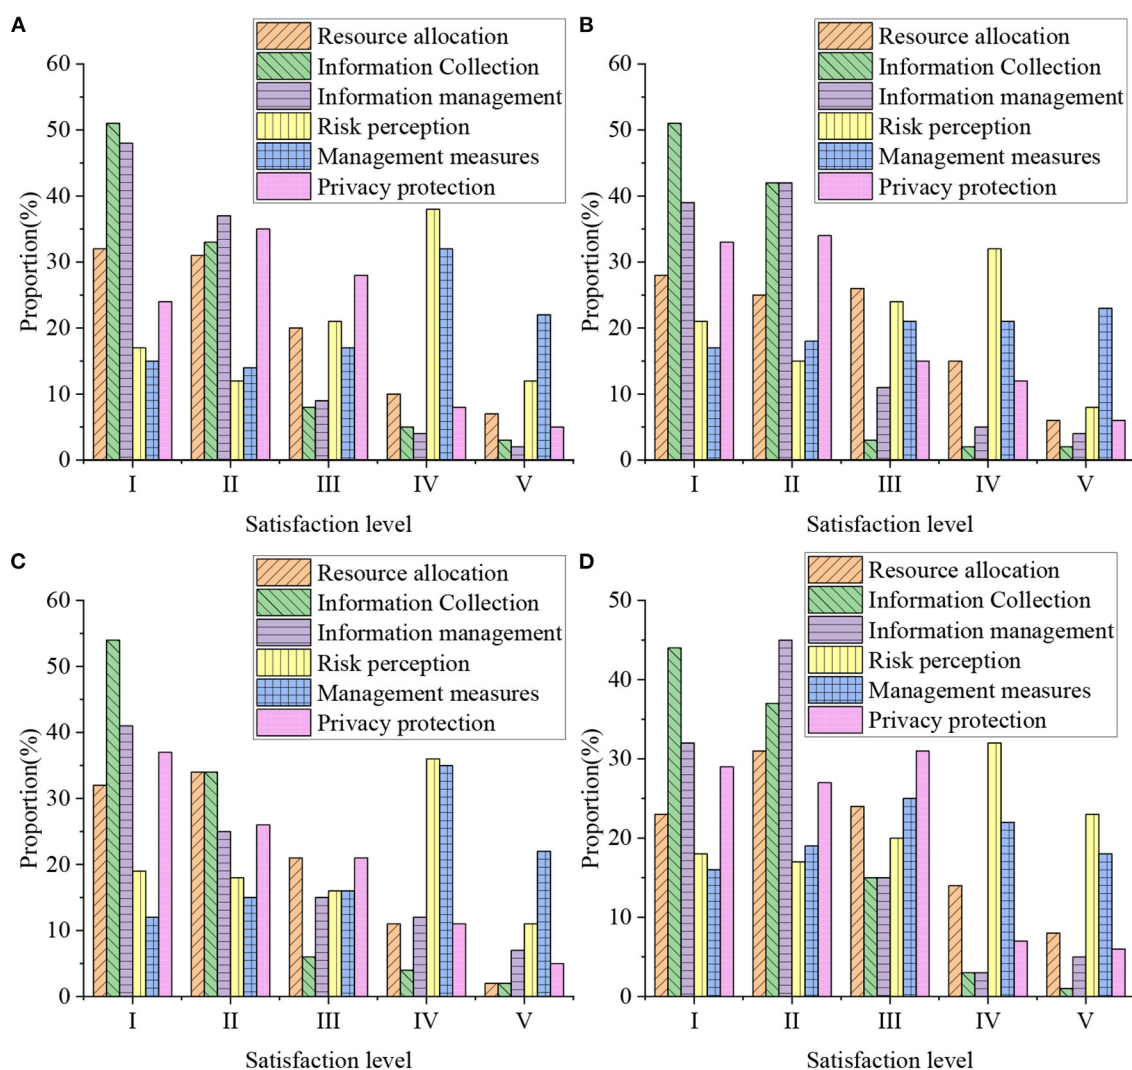 A
Resource allocation
Information Collection
Information management
Risk perception
Management measures
Privacy protection
60
50
40
30
20
10
0
Proportion(%)
I II III IV V
Satisfaction level
B
Resource allocation
Information Collection
Information management
Risk perception
Management measures
Privacy protection
60
50
40
30
20
10
0
Proportion(%)
I II III IV V
Satisfaction level
C
Resource allocation
Information Collection
Information management
Risk perception
Management measures
Privacy protection
60
50
40
30
20
10
0
Proportion(%)
I II III IV V
Satisfaction level
D
Resource allocation
Information Collection
Information management
Risk perception
Management measures
Privacy protection
50
40
30
20
10
0
Proportion(%)
I II III IV V
Satisfaction level